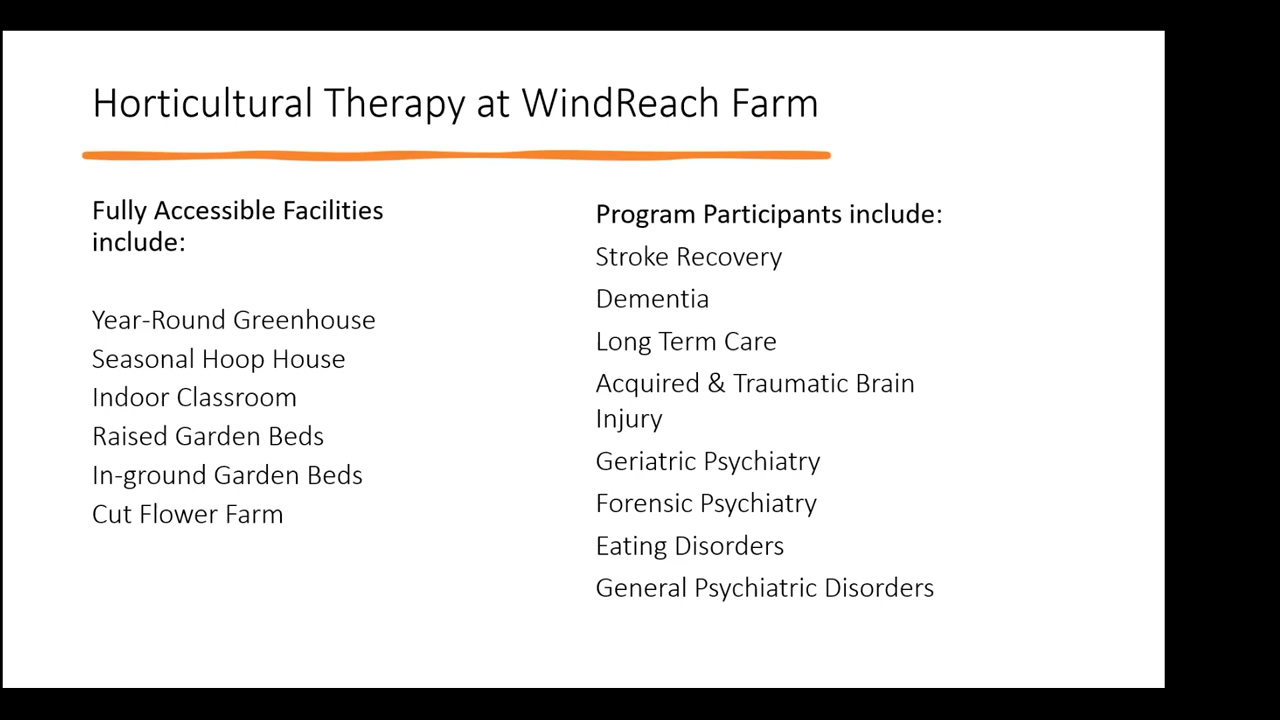 Horticultural Therapy at WindReach Farm
Fully Accessible Facilities
include:
Year-Round Greenhouse
Seasonal Hoop House
Indoor Classroom
Raised Garden Beds
In-ground Garden Beds
Cut Flower Farm
Program Participants include:
Stroke Recovery
Dementia
Long Term Care
Acquired & Traumatic Brain
Injury
Geriatric Psychiatry
Forensic Psychiatry
Eating Disorders
General Psychiatric Disorders